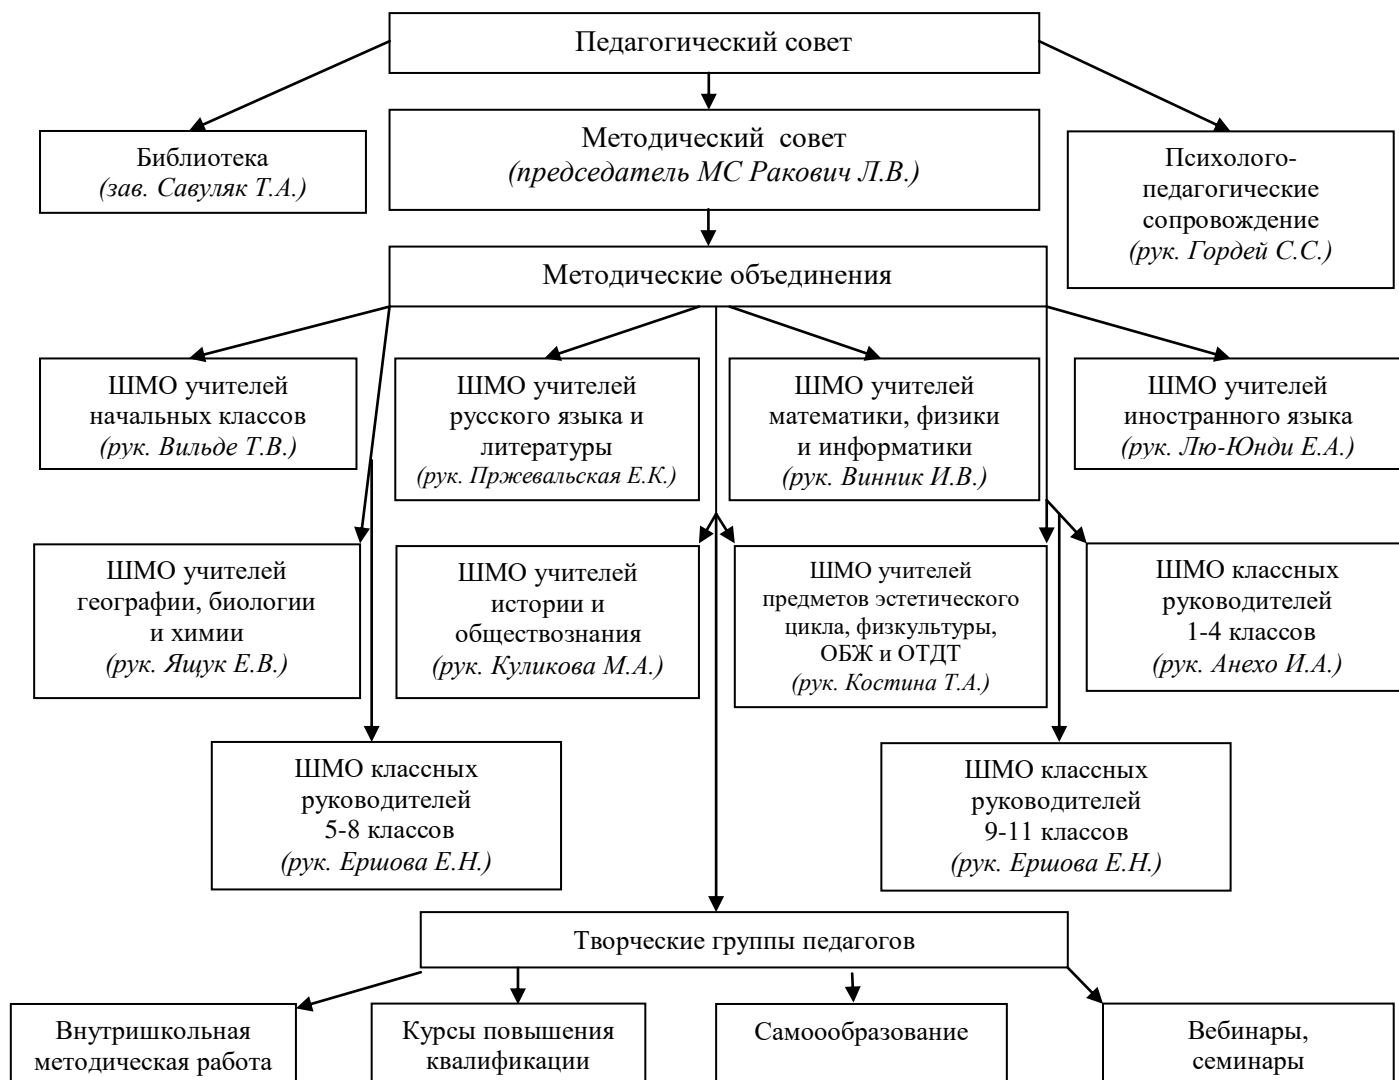 Педагогический совет
Методический совет
(председатель МС Ракович Л.В.)
Библиотека
(зав. Савуляк Т.А.)
Психолого-
педагогические
сопровождение
(рук. Гордей С.С.)
Методические объединения
ШМО учителей
начальных классов
(рук. Вильде Т.В.)
ШМО учителей
русского языка и
литературы
(рук. Пржевальская Е.К.)
ШМО учителей
математики, физики
и информатики
(рук. Винник И.В.)
ШМО учителей
иностранного языка
(рук. Лю-Юнди Е.А.)
ШМО учителей
географии, биологии
и химии
(рук. Ящук Е.В.)
ШМО учителей
истории и
обществознания
(рук. Куликова М.А.)
ШМО учителей
предметов эстетического
цикла, физкультуры,
ОБЖ и ОТДТ
(рук. Костина Т.А.)
ШМО классных
руководителей
1-4 классов
(рук. Анехо И.А.)
ШМО классных
руководителей
5-8 классов
(рук. Ершова Е.Н.)
ШМО классных
руководителей
9-11 классов
(рук. Ершова Е.Н.)
Творческие группы педагогов
Внутришкольная
методическая работа
Курсы повышения
квалификации
Самоообразование
Вебинары,
семинары